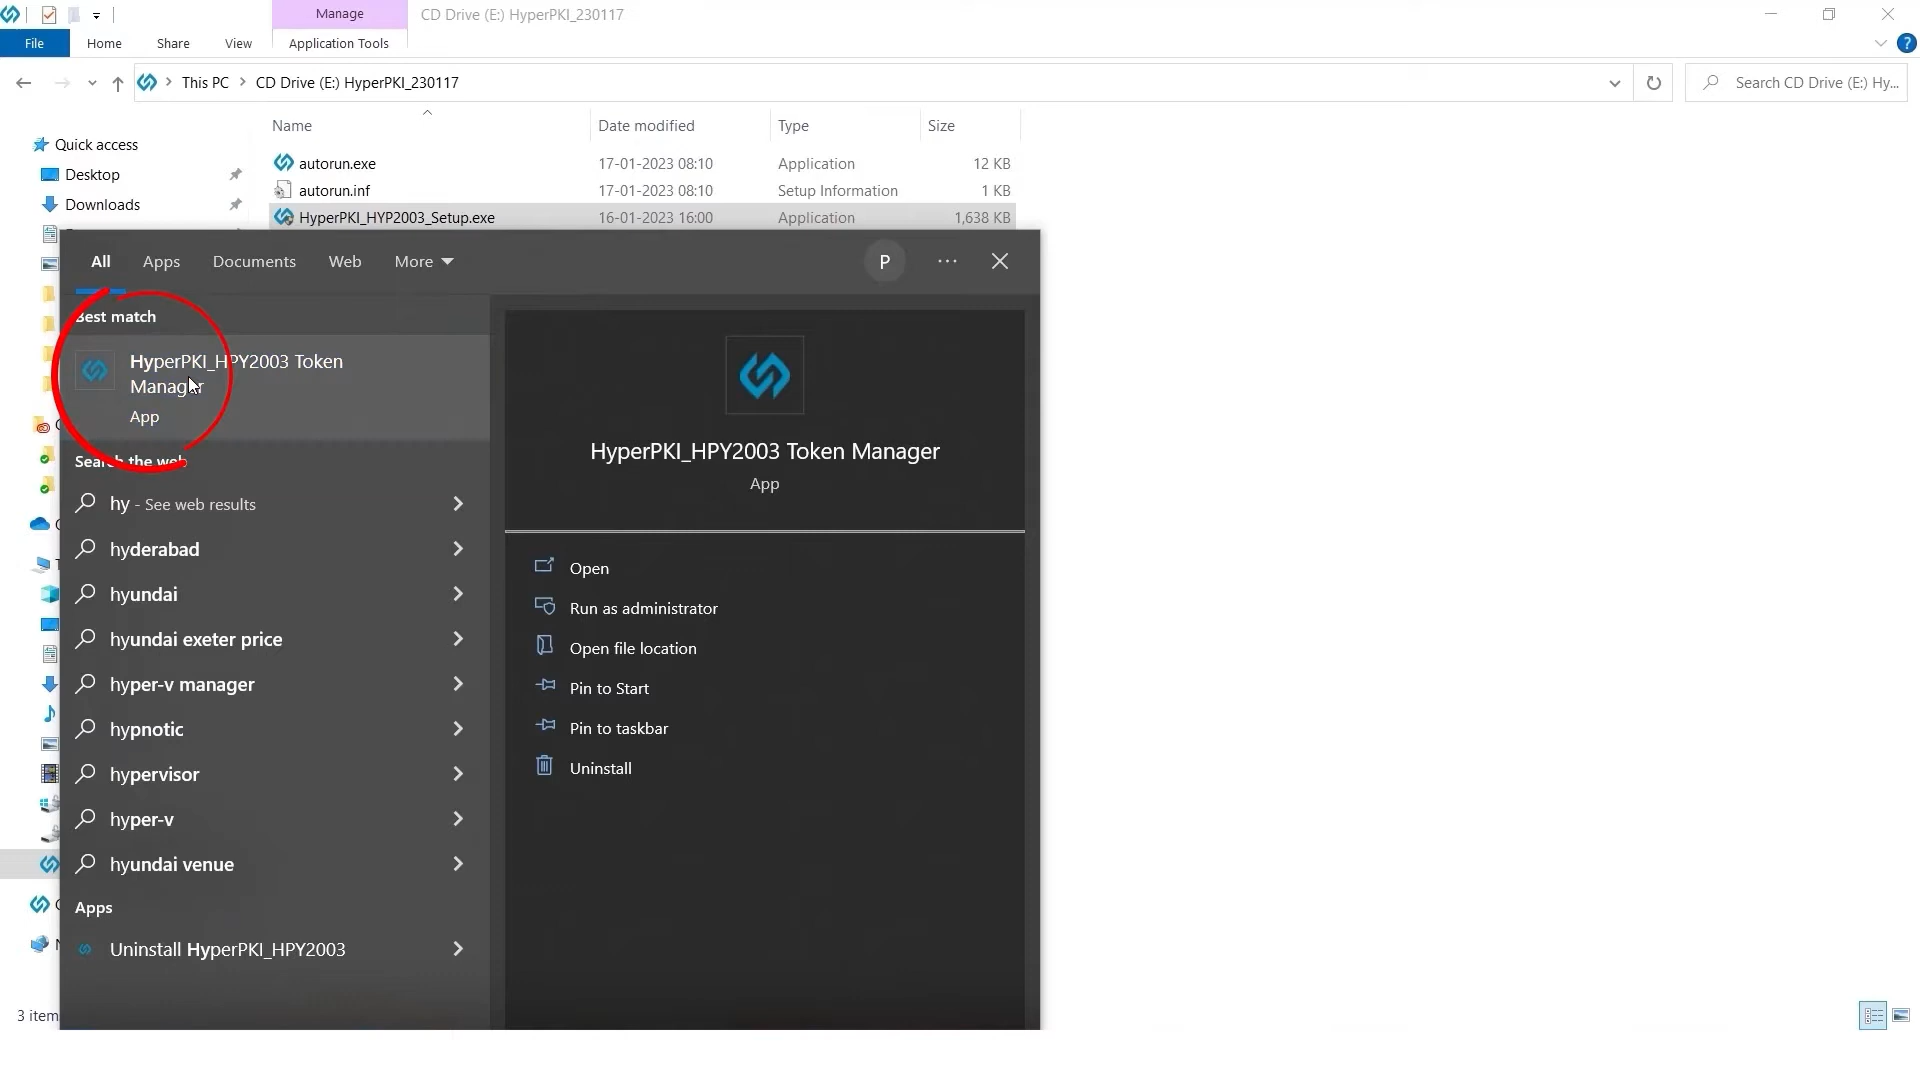 Manage
CD Drive (E:) HyperPKI_230117
File
Home
Share
View
Application Tools
?
This PC
CD Drive (E:) HyperPKI_230117
Search CD Drive (E:) Hy...
Name
Date modified
Type
Size
Quick access
Desktop
Downloads
autorun.exe
17-01-2023 08:10
Application
12 KB
autorun.inf
17-01-2023 08:10
Setup Information
1 KB
HyperPKI_HYP2003_Setup.exe
16-01-2023 16:00
Application
1,638 KB
All
Apps
Documents
Web
More
P
Best match
HyperPKI_HPY2003 Token
Manager
App
Search the web
hy - See web results
hyderabad
hyundai
hyundai exeter price
hyper-v manager
hypnotic
hypervisor
hyper-v
hyundai venue
Apps
Uninstall HyperPKI_HPY2003
HyperPKI_HPY2003 Token Manager
App
Open
Run as administrator
Open file location
Pin to Start
Pin to taskbar
Uninstall
3 item